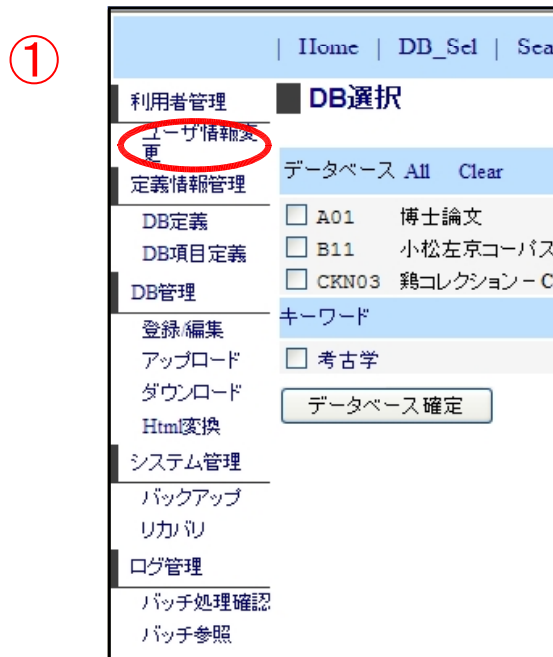 ①
| Home | DB_Sel | Sea
利用者管理
ユーザ情報変
更
定義情報管理
DB定義
DB項目定義
DB管理
登録/編集
アップロード
ダウンロード
Html変換
システム管理
バックアップ
リカバリ
ログ管理
バッチ処理確認
バッチ参照
DB選択
データベース All Clear
A01 博士論文
B11 小松左京コーパス
CKN03 鶏コレクション－C
キーワード
考古学
データベース確定